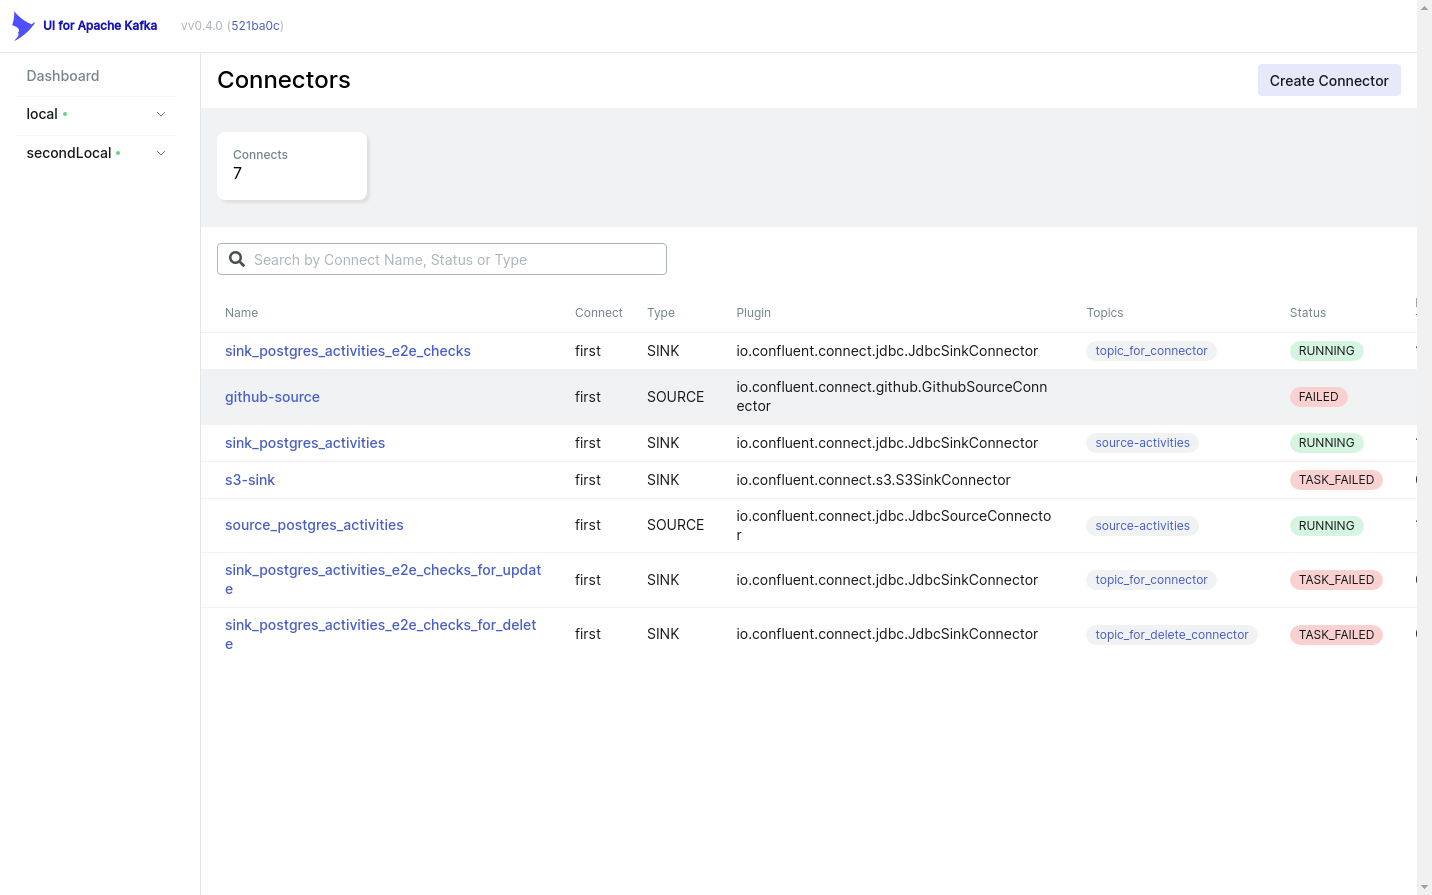 UI for Apache Kafka vv0.4.0 (521ba0c)
Dashboard
local
secondLocal
Connectors
Create Connector
Connects
7
Search by Connect Name, Status or Type
Name Connect Type Plugin Topics Status
sink_postgres_activities_e2e_checks first SINK io.confluent.connect.jdbc.JdbcSinkConnector topic_for_connector RUNNING
github-source first SOURCE io.confluent.connect.github.GithubSourceConn
ector FAILED
sink_postgres_activities first SINK io.confluent.connect.jdbc.JdbcSinkConnector source-activities RUNNING
s3-sink first SINK io.confluent.connect.s3.S3SinkConnector TASK_FAILED
source_postgres_activities first SOURCE io.confluent.connect.jdbc.JdbcSourceConnecto
r source-activities RUNNING
sink_postgres_activities_e2e_checks_for_updat
e first SINK io.confluent.connect.jdbc.JdbcSinkConnector topic_for_connector TASK_FAILED
sink_postgres_activities_e2e_checks_for_delet
e first SINK io.confluent.connect.jdbc.JdbcSinkConnector topic_for_delete_connector TASK_FAILED